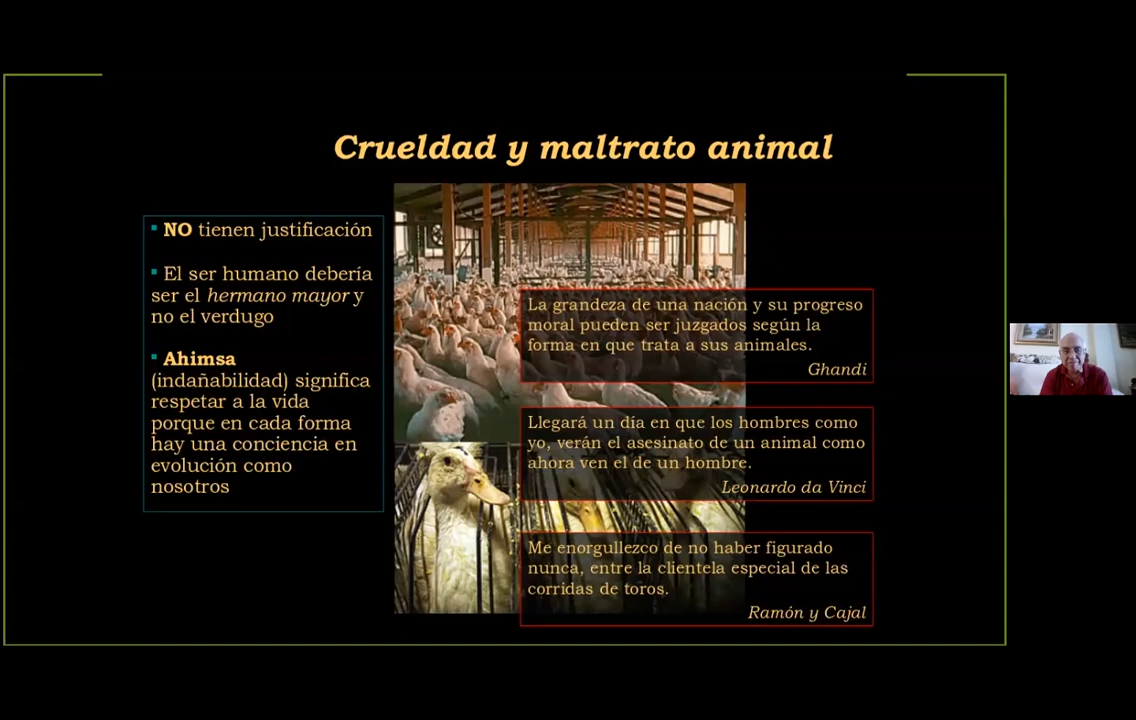 Crueldad y maltrato animal
NO tienen justificación
El ser humano debería
ser el hermano mayor y
no el verdugo
Ahimsa
(indañabilidad) significa
respetar a la vida
porque en cada forma
hay una conciencia en
evolución como
nosotros
La grandeza de una nación y su progreso
moral pueden ser juzgados según la
forma en que trata a sus animales.
Ghandi
Llegará un día en que los hombres como
yo, verán el asesinato de un animal como
ahora ven el de un hombre.
Leonardo da Vinci
Me enorgullezco de no haber figurado
nunca, entre la clientela especial de las
corridas de toros.
Ramón y Cajal